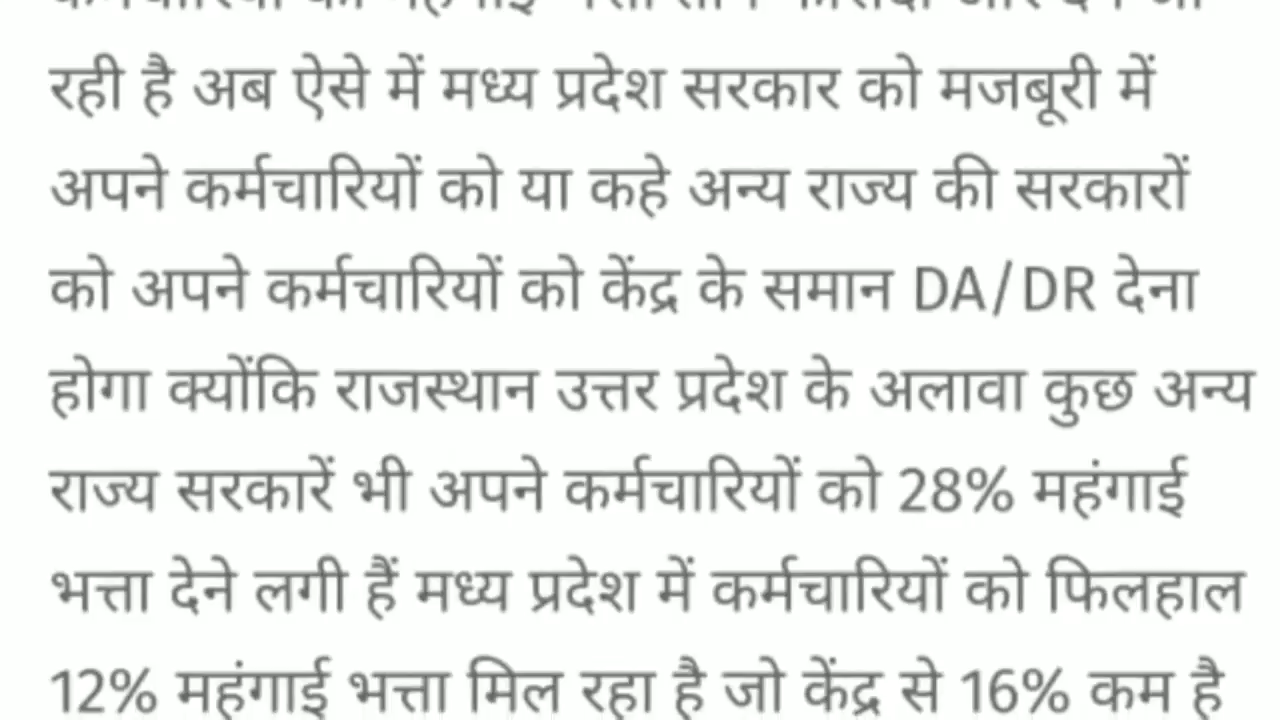 रही है अब ऐसे में मध्य प्रदेश सरकार को मजबूरी में
अपने कर्मचारियों को या कहे अन्य राज्य की सरकारों
को अपने कर्मचारियों को केंद्र के समान DA/DR देना
होगा क्योंकि राजस्थान उत्तर प्रदेश के अलावा कुछ अन्य
राज्य सरकारें भी अपने कर्मचारियों को 28% महंगाई
भत्ता देने लगी हैं मध्य प्रदेश में कर्मचारियों को फिलहाल
12% महंगाई भत्ता मिल रहा है जो केंद्र से 16% कम है